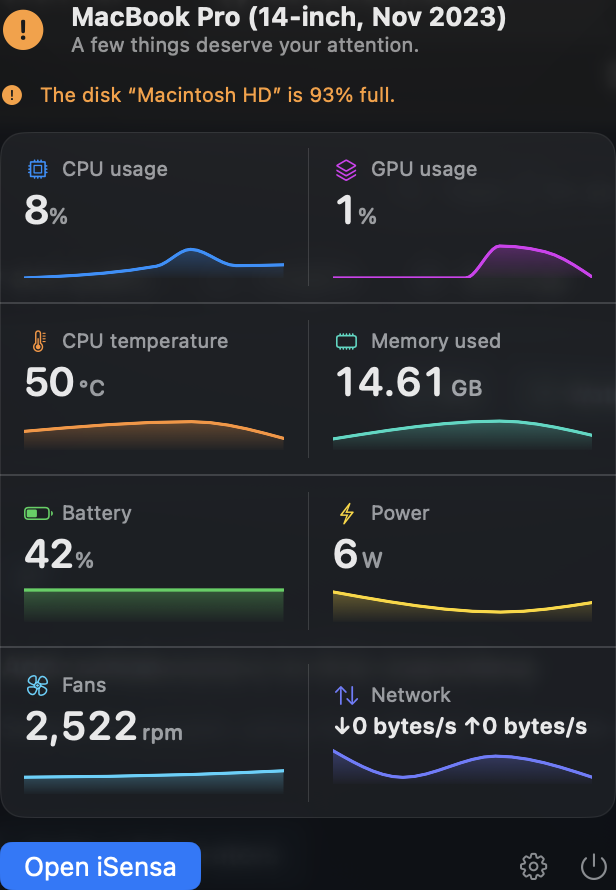 MacBook Pro (14-inch, Nov 2023)
A few things deserve your attention.
The disk “Macintosh HD” is 93% full.
CPU usage
8%
GPU usage
1%
CPU temperature
50 °C
Memory used
14.61 GB
Battery
42%
Power
6 W
Fans
2,522 rpm
Network
↓0 bytes/s ↑0 bytes/s
Open iSensa